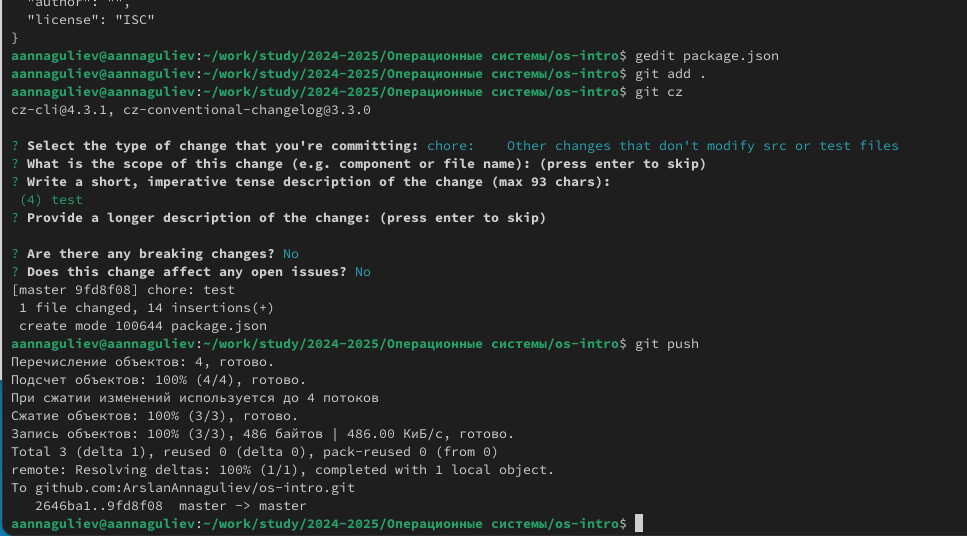 "author": "",
"license": "ISC"
}
aannaguliev@aannaguliev:~/work/study/2024-2025/Операционные системы/os-intro$ gedit package.json
aannaguliev@aannaguliev:~/work/study/2024-2025/Операционные системы/os-intro$ git add .
aannaguliev@aannaguliev:~/work/study/2024-2025/Операционные системы/os-intro$ git cz
cz-cli@4.3.1, cz-conventional-changelog@3.3.0
? Select the type of change that you're committing: chore:    Other changes that don't modify src or test files
? What is the scope of this change (e.g. component or file name): (press enter to skip)
? Write a short, imperative tense description of the change (max 93 chars):
(4) test
? Provide a longer description of the change: (press enter to skip)
? Are there any breaking changes? No
? Does this change affect any open issues? No
[master 9fd8f08] chore: test
1 file changed, 14 insertions(+)
create mode 100644 package.json
aannaguliev@aannaguliev:~/work/study/2024-2025/Операционные системы/os-intro$ git push
Перечисление объектов: 4, готово.
Подсчет объектов: 100% (4/4), готово.
При сжатии изменений используется до 4 потоков
Сжатие объектов: 100% (3/3), готово.
Запись объектов: 100% (3/3), 486 байтов | 486.00 КиБ/с, готово.
Total 3 (delta 1), reused 0 (delta 0), pack-reused 0 (from 0)
remote: Resolving deltas: 100% (1/1), completed with 1 local object.
To github.com:ArslanAnnaguliev/os-intro.git
2646ba1..9fd8f08  master -> master
aannaguliev@aannaguliev:~/work/study/2024-2025/Операционные системы/os-intro$